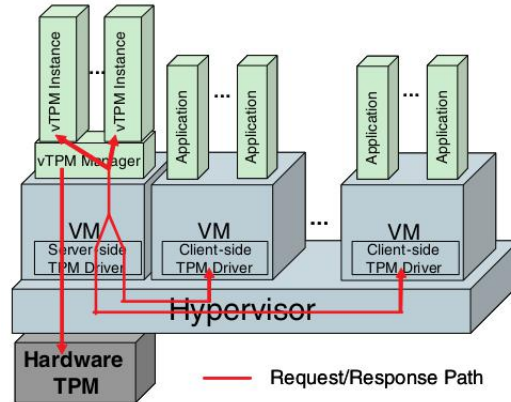 vTPM Instance
...
vTPM Instance
vTPM Manager
Application
...
Application
Application
...
Application
VM
Server-side
TPM Driver
VM
Client-side
TPM Driver
...
VM
Client-side
TPM Driver
Hypervisor
Hardware
TPM
Request/Response Path